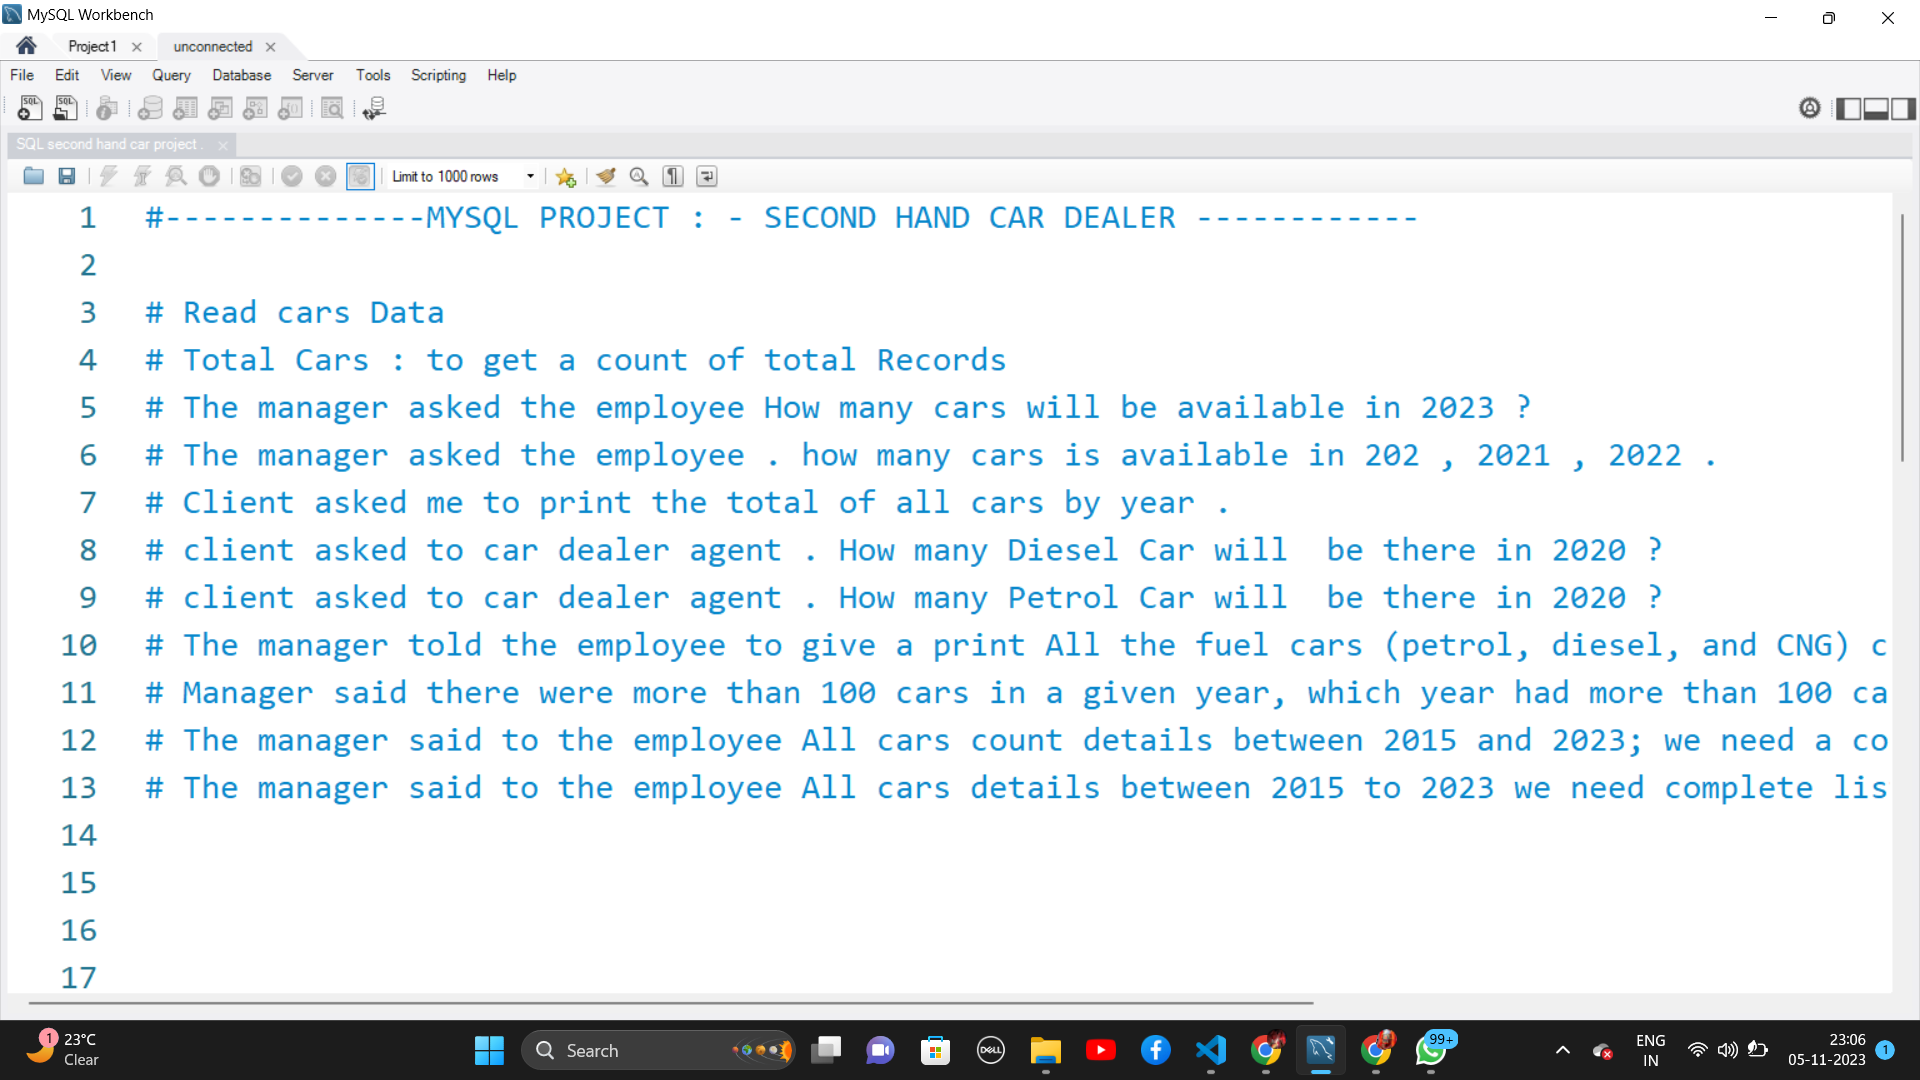 MySQL Workbench
Project1
unconnected
File Edit View Query Database Server Tools Scripting Help
SQL second hand car project .
Limit to 1000 rows
1 #--------------MYSQL PROJECT : - SECOND HAND CAR DEALER ------------
2
3 # Read cars Data
4 # Total Cars : to get a count of total Records
5 # The manager asked the employee How many cars will be available in 2023 ?
6 # The manager asked the employee . how many cars is available in 202 , 2021 , 2022 .
7 # Client asked me to print the total of all cars by year .
8 # client asked to car dealer agent . How many Diesel Car will  be there in 2020 ?
9 # client asked to car dealer agent . How many Petrol Car will  be there in 2020 ?
10 # The manager told the employee to give a print All the fuel cars (petrol, diesel, and CNG) c
11 # Manager said there were more than 100 cars in a given year, which year had more than 100 ca
12 # The manager said to the employee All cars count details between 2015 and 2023; we need a co
13 # The manager said to the employee All cars details between 2015 to 2023 we need complete lis
14
15
16
17
1 23°C
Clear
Search
DELL
99+
ENG
IN
23:06
05-11-2023
1